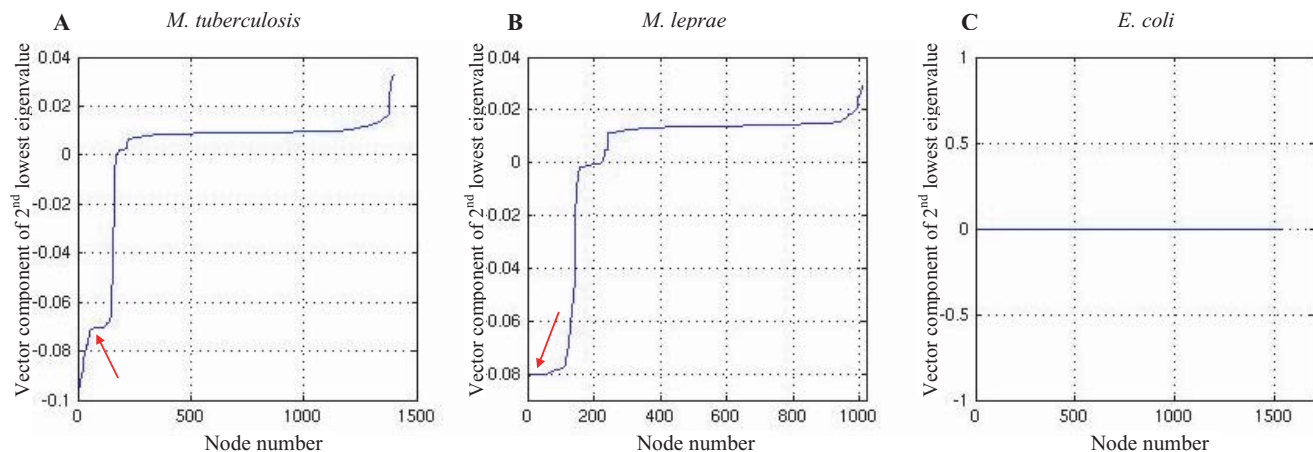 A M. tuberculosis
Vector component of 2nd lowest eigenvalue
0.04
0.02
0
-0.02
-0.04
-0.06
-0.08
-0.1
0 500 1000 1500
Node number
B M. leprae
Vector component of 2nd lowest eigenvalue
0.04
0.02
0
0.02
0.04
0.06
0.08
0 200 400 600 800 1000
Node number
C E. coli
Vector component of 2nd lowest eigenvalue
1
0.5
0
-0.5
-1
0 500 1000 1500
Node number